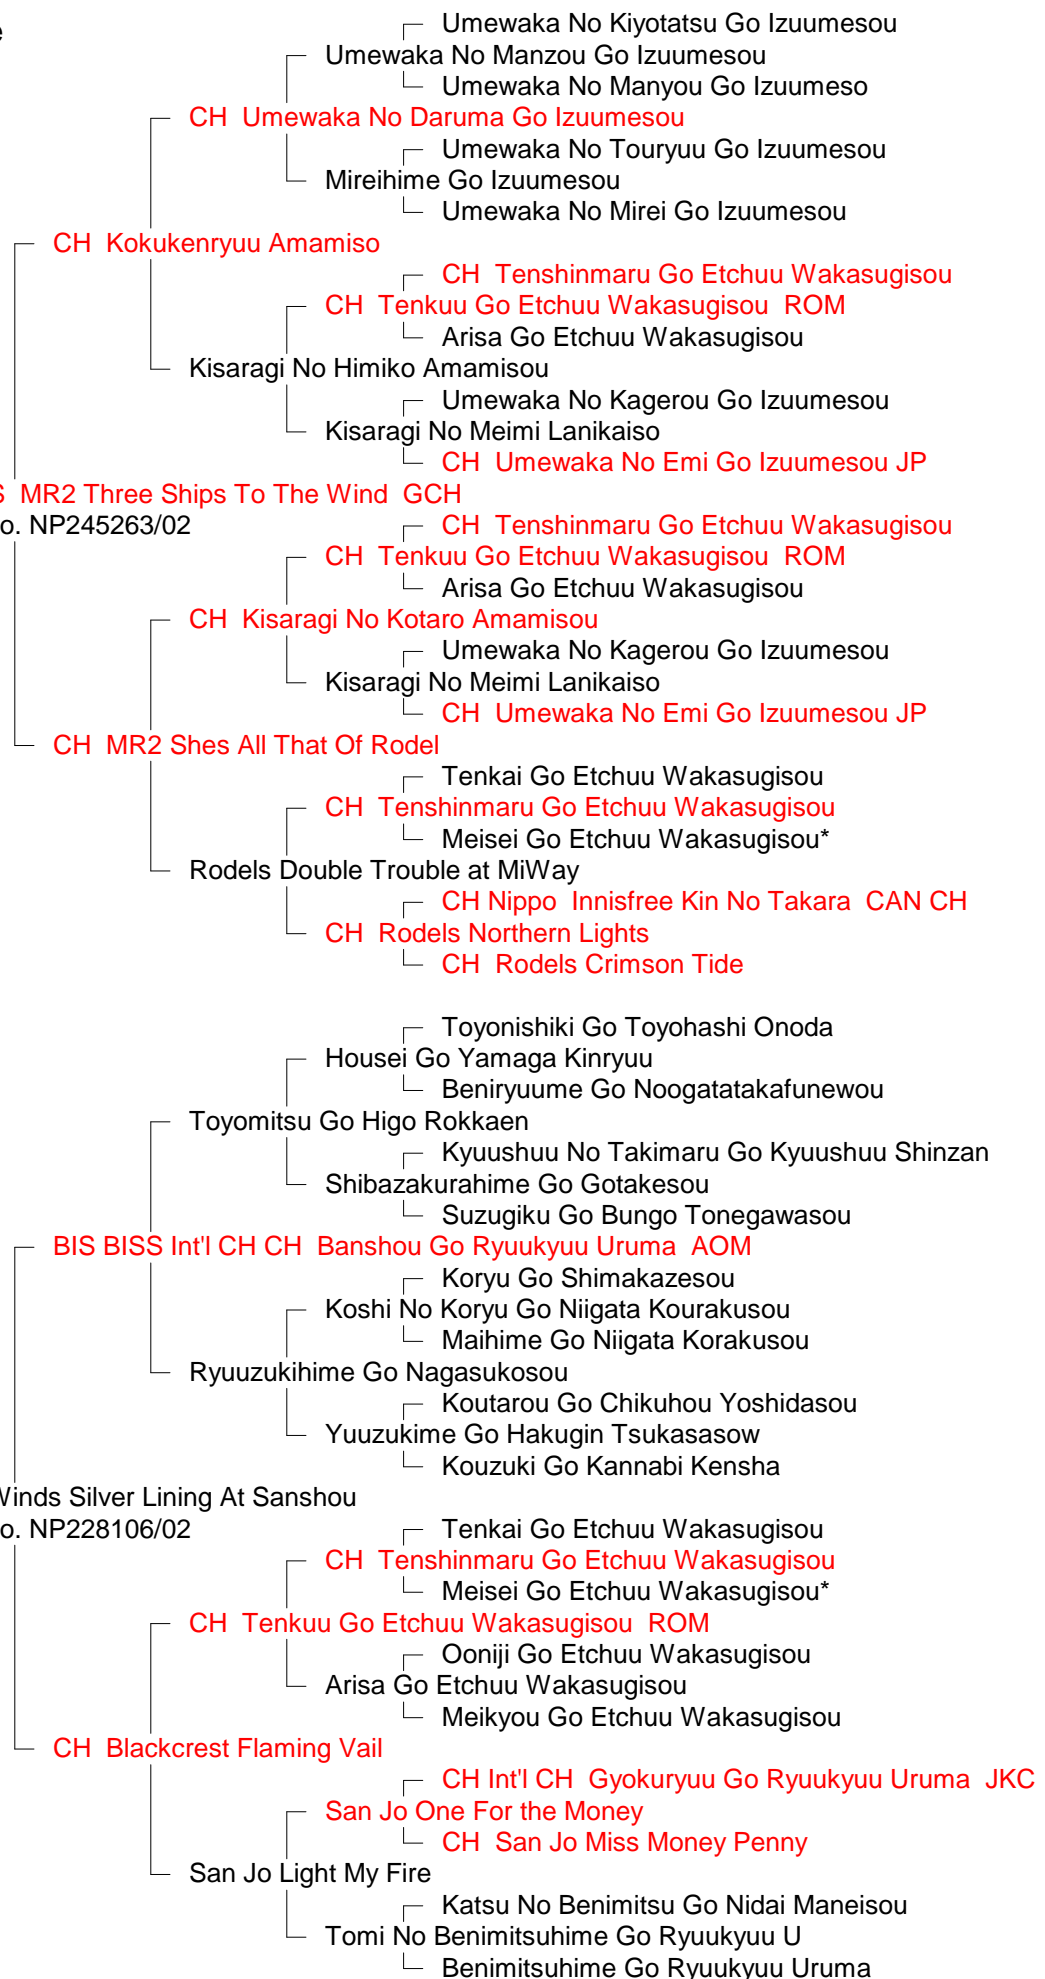 Umewaka No Kiyotatsu Go Izuumesou
e
Umewaka No Manzou Go Izuumesou
Umewaka No Manyou Go Izuumeso
CH Umewaka No Daruma Go Izuumesou
Umewaka No Touryuu Go Izuumesou
Mireihime Go Izuumesou
Umewaka No Mirei Go Izuumesou
CH Kokukenryuu Amamiso
CH Tenshinmaru Go Etchuu Wakasugisou
CH Tenkuu Go Etchuu Wakasugisou ROM
Arisa Go Etchuu Wakasugisou
Kisaragi No Himiko Amamisou
Umewaka No Kagerou Go Izuumesou
Kisaragi No Meimi Lanikaiso
CH Umewaka No Emi Go Izuumesou JP
S MR2 Three Ships To The Wind GCH
o. NP245263/02
CH Tenshinmaru Go Etchuu Wakasugisou
CH Tenkuu Go Etchuu Wakasugisou ROM
Arisa Go Etchuu Wakasugisou
CH Kisaragi No Kotaro Amamisou
Umewaka No Kagerou Go Izuumesou
Kisaragi No Meimi Lanikaiso
CH Umewaka No Emi Go Izuumesou JP
CH MR2 Shes All That Of Rodel
Tenkai Go Etchuu Wakasugisou
CH Tenshinmaru Go Etchuu Wakasugisou
Meisei Go Etchuu Wakasugisou*
Rodels Double Trouble at MiWay
CH Nippo Innisfree Kin No Takara CAN CH
CH Rodels Northern Lights
CH Rodels Crimson Tide
Toyonishiki Go Toyohashi Onoda
Housei Go Yamaga Kinryuu
Beniryuume Go Noogatatakafunewou
Toyomitsu Go Higo Rokkaen
Kyuushuu No Takimaru Go Kyuushuu Shinzan
Shibazakurahime Go Gotakesou
Suzugiku Go Bungo Tonegawasou
BIS BISS Int'l CH CH Banshou Go Ryuukyuu Uruma AOM
Koryu Go Shimakazesou
Koshi No Koryu Go Niigata Kourakusou
Maihime Go Niigata Korakusou
Ryuuzukihime Go Nagasukosou
Koutarou Go Chikuhou Yoshidasou
Yuuzukime Go Hakugin Tsukasasow
Kouzuki Go Kannabi Kensha
Winds Silver Lining At Sanshou
o. NP228106/02
Tenkai Go Etchuu Wakasugisou
CH Tenshinmaru Go Etchuu Wakasugisou
Meisei Go Etchuu Wakasugisou*
CH Tenkuu Go Etchuu Wakasugisou ROM
Ooniji Go Etchuu Wakasugisou
Arisa Go Etchuu Wakasugisou
Meikyou Go Etchuu Wakasugisou
CH Blackcrest Flaming Vail
CH Int'l CH Gyokuryuu Go Ryuukyuu Uruma JKC
San Jo One For the Money
CH San Jo Miss Money Penny
San Jo Light My Fire
Katsu No Benimitsu Go Nidai Maneisou
Tomi No Benimitsuhime Go Ryuukyuu U
Benimitsuhime Go Ryuukyuu Uruma